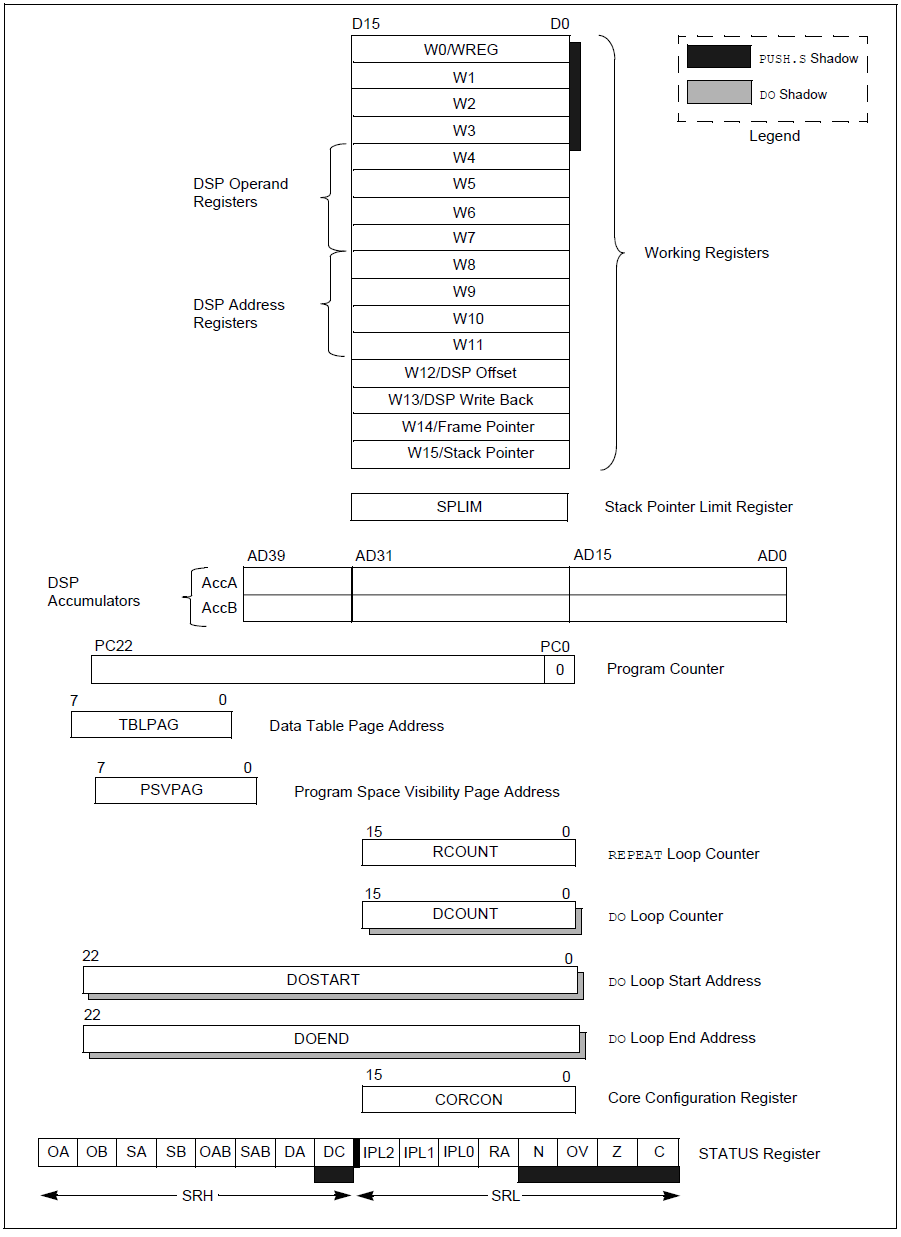 D15 D0
W0/WREG
PUSH.S Shadow
W1
W2
DO Shadow
W3
Legend
W4
DSP Operand
Registers
W5
W6
W7
Working Registers
W8
W9
DSP Address
Registers
W10
W11
W12/DSP Offset
W13/DSP Write Back
W14/Frame Pointer
W15/Stack Pointer
SPLIM Stack Pointer Limit Register
AD39 AD31 AD15 AD0
DSP
Accumulators
AccA
AccB
PC22 PC0
0 Program Counter
7 0
TBLPAG Data Table Page Address
7 0
PSVPAG Program Space Visibility Page Address
15 0
RCOUNT REPEAT Loop Counter
15 0
DCOUNT DO Loop Counter
22 0
DOSTART DO Loop Start Address
22
DOEND DO Loop End Address
15 0
CORCON Core Configuration Register
OA OB SA SB OAB SAB DA DC IPL2 IPL1 IPL0 RA N OV Z C STATUS Register
SRH SRL